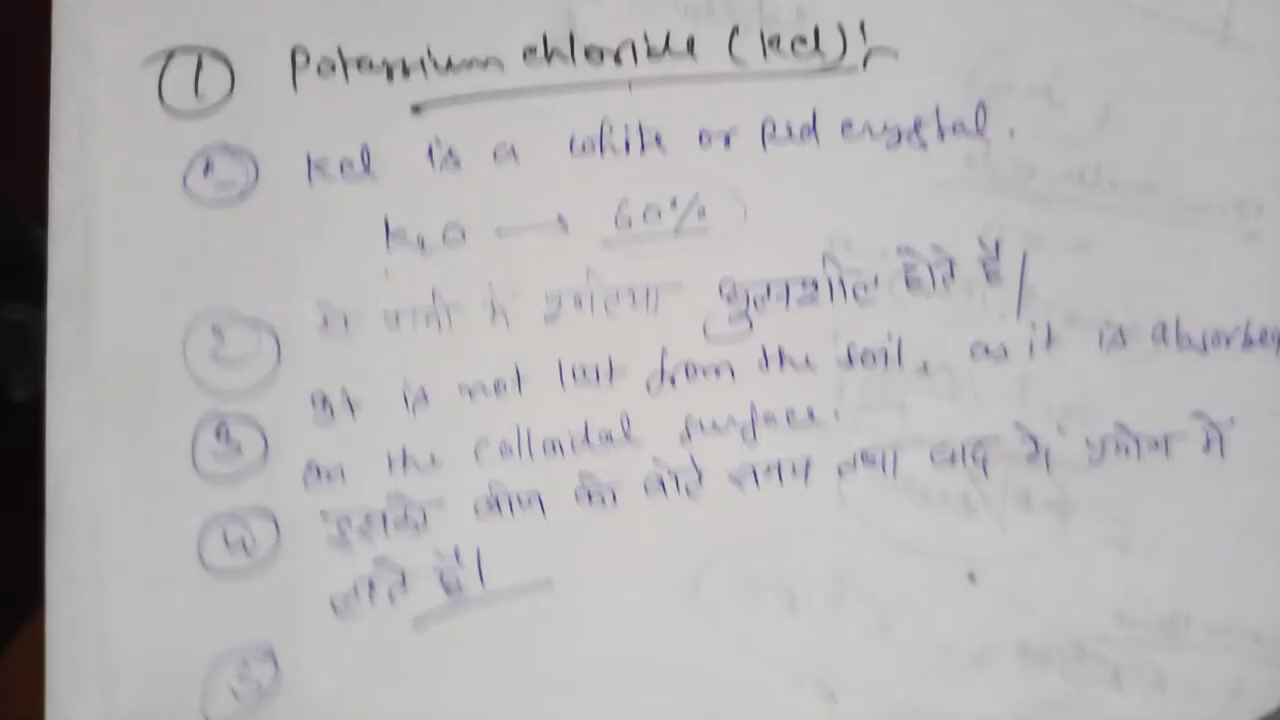 ① Potassium chloride (kcl):-
① kcl is a white or Red crystal.
K₂O → 60%
② ये पानी में घुलनशील होते हैं।
③ It is not lost from the soil, as it is absorbed
on the colloidal surface.
④ इसको बीज को बोते समय तथा बाद में प्रयोग में
लाते हैं।
⑤